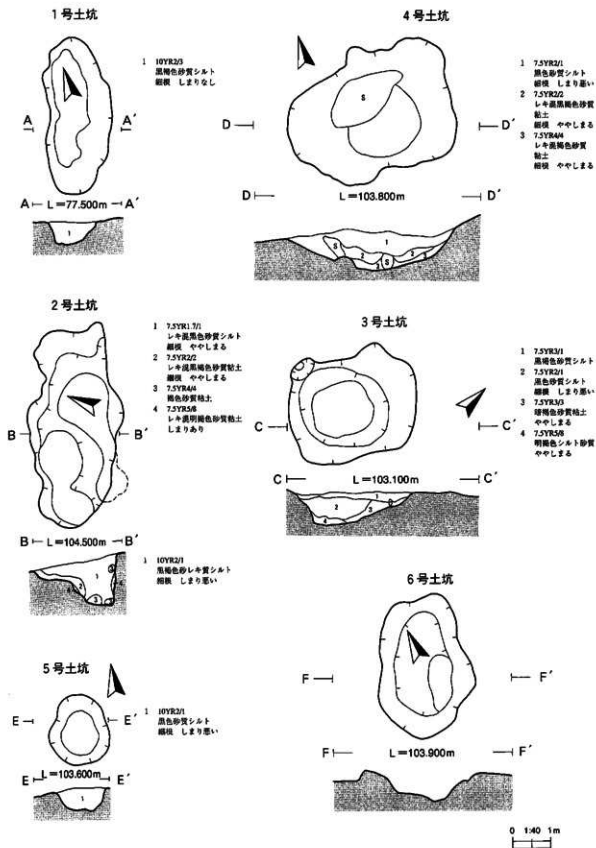 1号土坑
1 10YR2/3
黒褐色砂質シルト
細根 しまりなし
A A′
A L=77.500m A′
1
4号土坑
1 7.5YR2/1
黒色砂質シルト
細根 しまり悪い
2 7.5YR2/2
レキ混黒褐色砂質
粘土
細根 ややしまる
3 7.5YR4/4
レキ混褐色砂質
粘土
細根 ややしまる
S
D D′
D L=103.800m D′
1
S 2 S 2 3
3
2号土坑
1 7.5YR1.7/1
レキ混黒色砂質シルト
細根 ややしまる
2 7.5YR2/2
レキ混黒褐色砂質粘土
細根 ややしまる
3 7.5YR4/4
褐色砂質粘土
4 7.5YR5/8
レキ混明褐色砂質粘土
しまりあり
B B′
B L=104.500m B′
1
2
3
1 10YR2/1
黒褐色砂レキ質シルト
細根 しまり悪い
3号土坑
1 7.5YR3/1
黒褐色シルト
2 7.5YR2/1
黒色シルト
細根 しまり悪い
3 7.5YR3/3
暗褐色砂質粘土
ややしまる
4 7.5YR5/8
明褐色シルト砂質
ややしまる
C C′
C L=103.100m C′
1
2 3
4
5号土坑
1 10YR2/1
黒色砂質シルト
細根 しまり悪い
E E′
E L=103.600m E′
1
6号土坑
F F′
F L=103.900m F′
0 1:40 1m